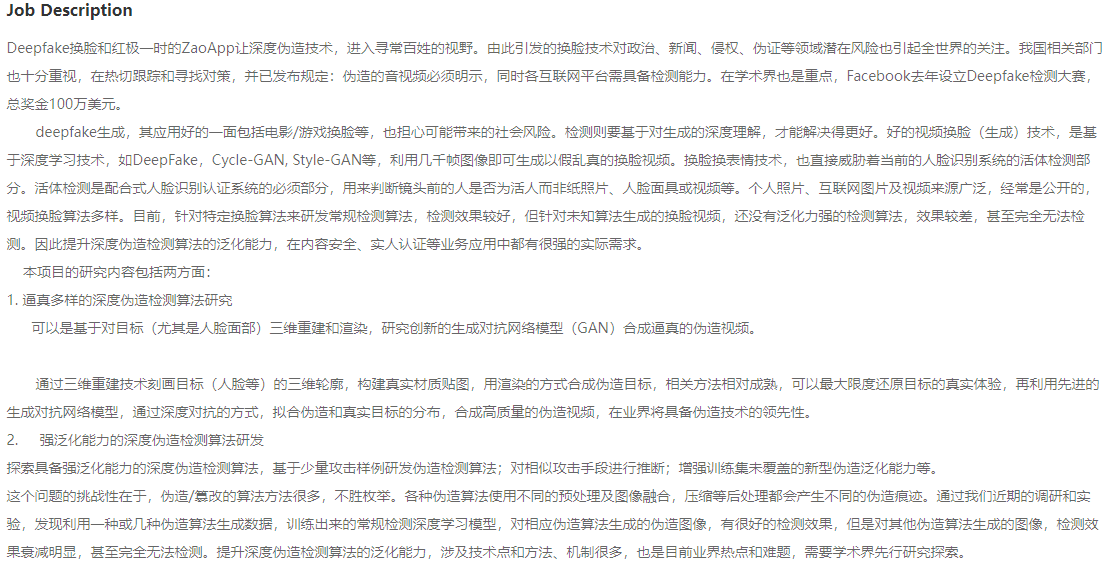 Job Description
Deepfake换脸和红极一时的ZaoApp让深度伪造技术，进入寻常百姓的视野。由此引发的换脸技术对政治、新闻、侵权、伪证等领域潜在风险也引起全世界的关注。我国相关部门
也十分重视，在热切跟踪和寻找对策，并已发布规定：伪造的音视频必须明示，同时各互联网平台需具备检测能力。在学术界也是重点，Facebook去年设立Deepfake检测大赛，
总奖金100万美元。
deepfake生成，其应用好的一面包括电影/游戏换脸等，也担心可能带来的社会风险。检测则要基于对生成的深度理解，才能解决得更好。好的视频换脸（生成）技术，是基
于深度学习技术，如DeepFake，Cycle-GAN, Style-GAN等，利用几千帧图像即可生成以假乱真的换脸视频。换脸换表情技术，也直接威胁着当前的人脸识别系统的活体检测部
分。活体检测是配合式人脸识别认证系统的必须部分，用来判断镜头前的人是否为活人而非纸照片、人脸面具或视频等。个人照片、互联网图片及视频来源广泛，经常是公开的，
视频换脸算法多样。目前，针对特定换脸算法来研发常规检测算法，检测效果较好，但针对未知算法生成的换脸视频，还没有泛化力强的检测算法，效果较差，甚至完全无法检
测。因此提升深度伪造检测算法的泛化能力，在内容安全、实人认证等业务应用中都有很强的实际需求。
本项目的研究内容包括两方面：
1. 逼真多样的深度伪造检测算法研究
可以是基于对目标（尤其是人脸面部）三维重建和渲染，研究创新的生成对抗网络模型（GAN）合成逼真的伪造视频。
通过三维重建技术刻画目标（人脸等）的三维轮廓，构建真实材质贴图，用渲染的方式合成伪造目标，相关方法相对成熟，可以最大限度还原目标的真实体验，再利用先进的
生成对抗网络模型，通过深度对抗的方式，拟合伪造和真实目标的分布，合成高质量的伪造视频，在业界将具备伪造技术的领先性。
2. 强泛化能力的深度伪造检测算法研发
探索具备强泛化能力的深度伪造检测算法，基于少量攻击样例研发伪造检测算法；对相似攻击手段进行推断；增强训练集未覆盖的新型伪造泛化能力等。
这个问题的挑战性在于，伪造/篡改的算法方法很多，不胜枚举。各种伪造算法使用不同的预处理及图像融合，压缩等后处理都会产生不同的伪造痕迹。通过我们近期的调研和实
验，发现利用一种或几种伪造算法生成数据，训练出来的常规检测深度学习模型，对相应伪造算法生成的伪造图像，有很好的检测效果，但是对其他伪造算法生成的图像，检测效
果衰减明显，甚至完全无法检测。提升深度伪造检测算法的泛化能力，涉及技术点和方法、机制很多，也是目前业界热点和难题，需要学术界先行研究探索。